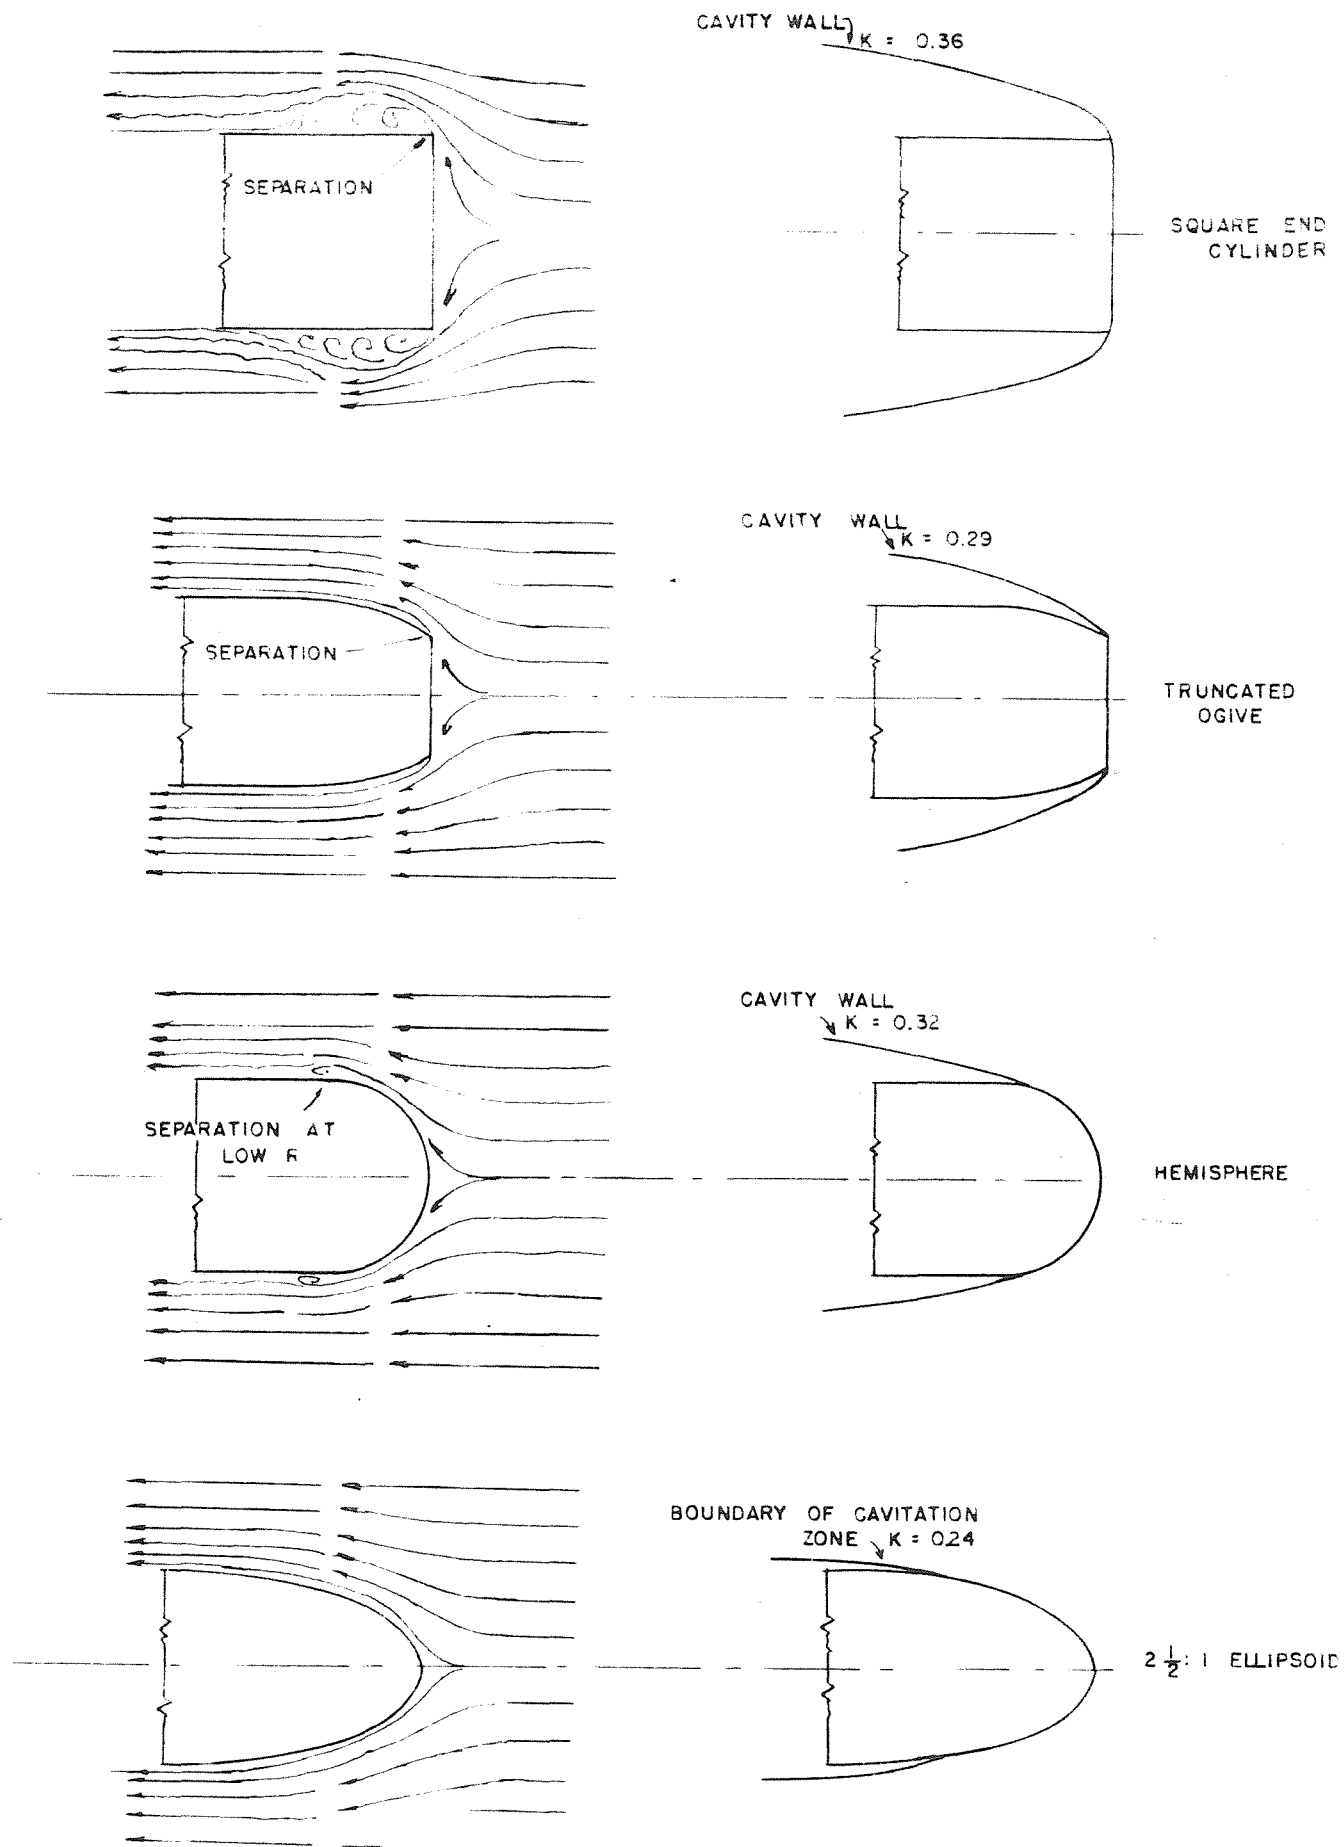 CAVITY WALL
K = 0.36
SEPARATION
SQUARE END
CYLINDER
CAVITY WALL
K = 0.29
SEPARATION
TRUNCATED
OGIVE
CAVITY WALL
K = 0.32
SEPARATION AT
LOW R
HEMISPHERE
BOUNDARY OF CAVITATION
ZONE K = 0.24
2 1/2 : 1 ELLIPSOID